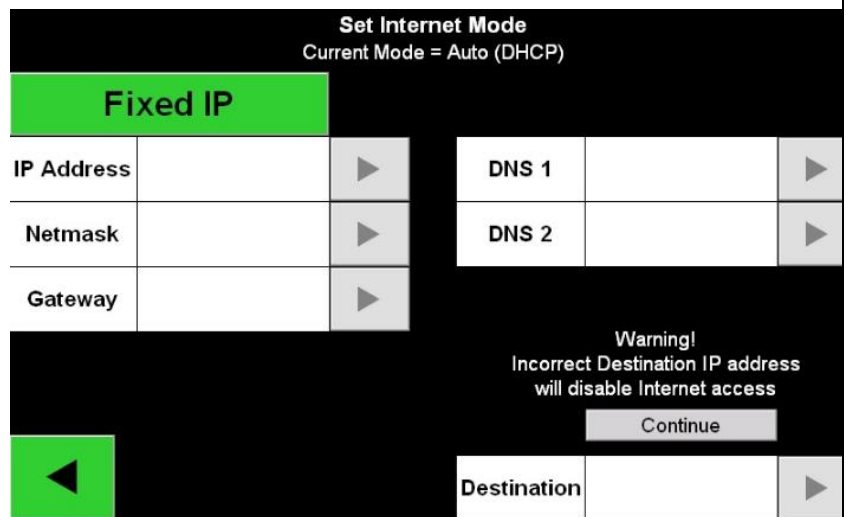 Set Internet Mode
Current Mode = Auto (DHCP)
Fixed IP
IP Address
DNS 1
Netmask
DNS 2
Gateway
Warning!
Incorrect Destination IP address
will disable Internet access
Continue
Destination